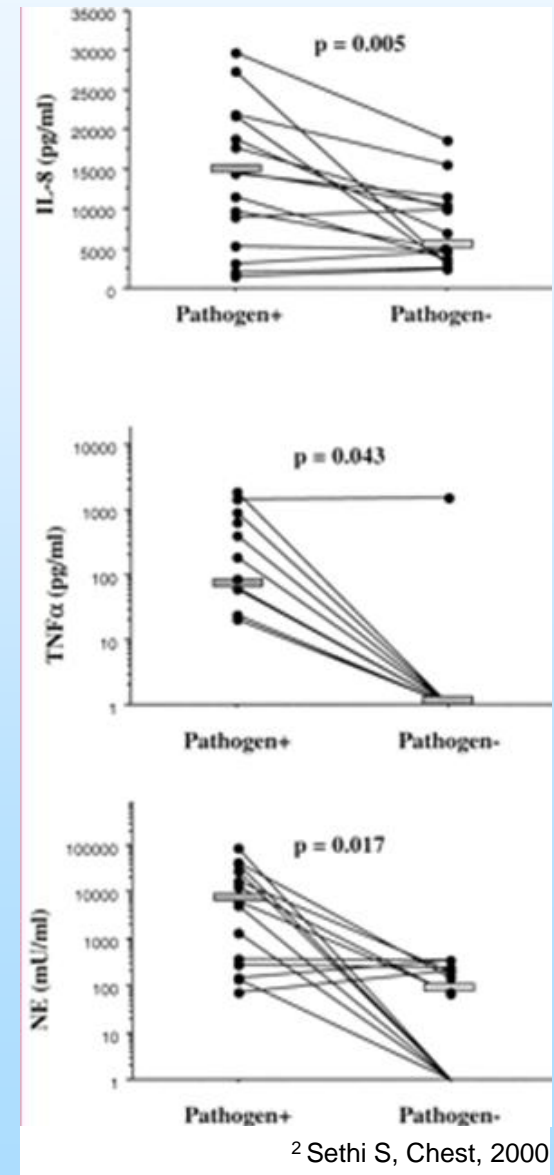 35000
p = 0.005
30000
25000
20000
15000
10000
5000
0
IL-8 (pg/ml)
Pathogen+ Pathogen-
10000
p = 0.043
1000
100
10
1
TNFα (pg/ml)
Pathogen+ Pathogen-
100000
p = 0.017
10000
1000
100
10
1
NE (mU/ml)
Pathogen+ Pathogen-
2 Sethi S, Chest, 2000